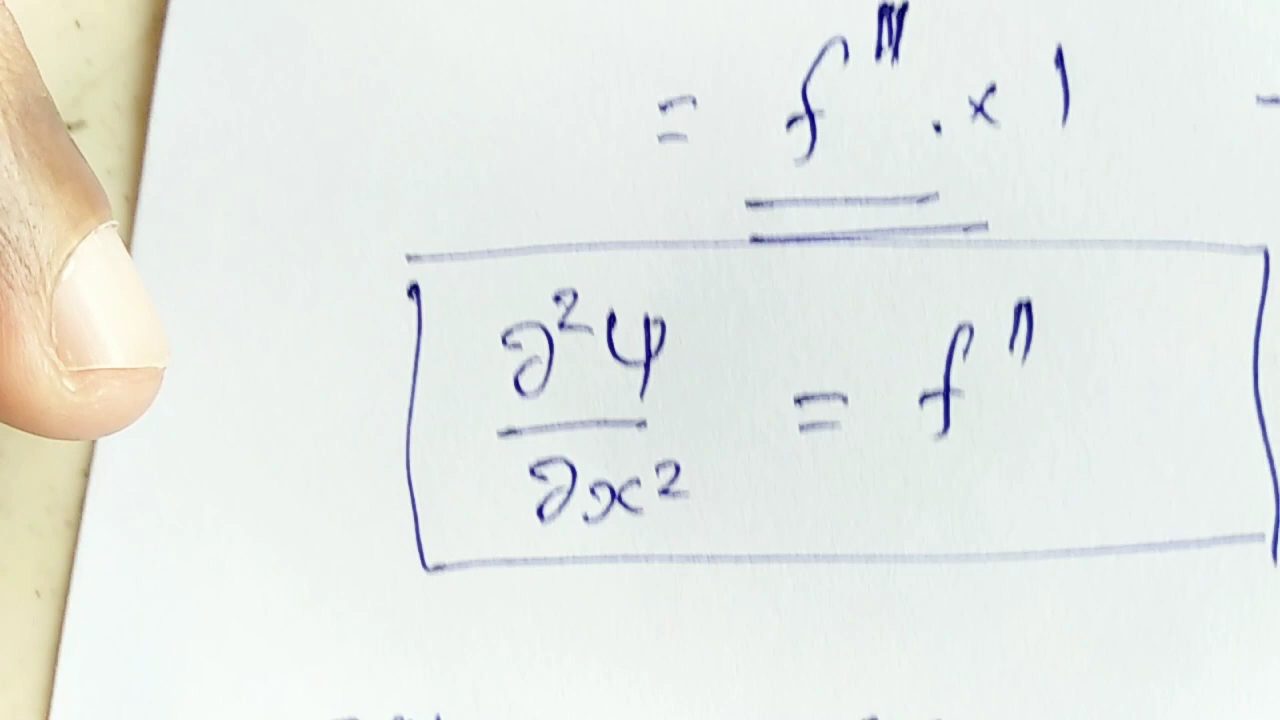 = f" . × 1
∂²ψ/∂x² = f"